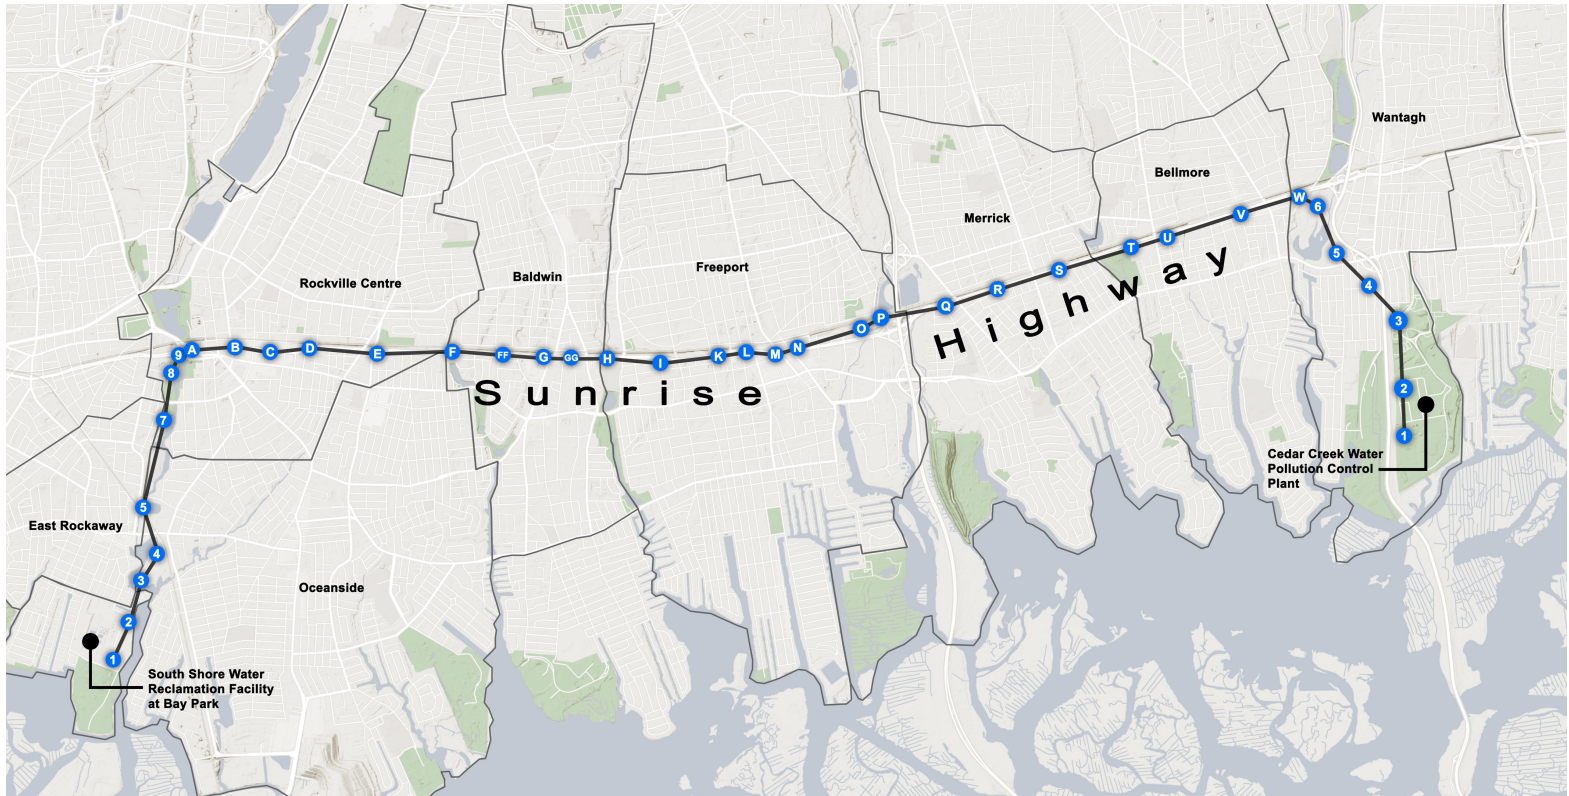 Wantagh
Bellmore
Merrick
Freeport
Baldwin
Rockville Centre
East Rockaway
Oceanside
Sunrise
Highway
9
A
B
C
D
E
F
FF
G
GG
H
I
K
L
M
N
O
P
Q
R
S
T
U
V
W
6
5
4
3
2
1
8
7
5
4
3
2
1
Cedar Creek Water
Pollution Control
Plant
South Shore Water
Reclamation Facility
at Bay Park